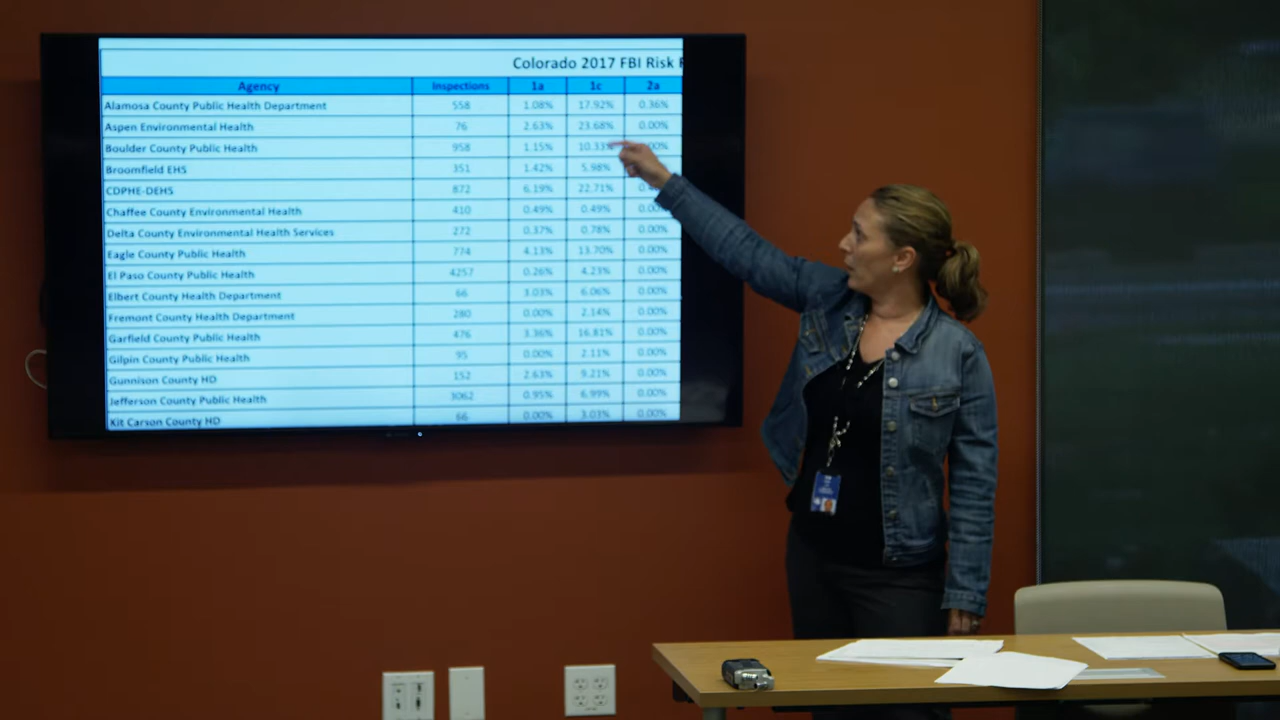 Colorado 2017 FBI Risk
Agency Inspections 1a 1c 2a
Alamosa County Public Health Department 558 1.08% 17.92% 0.36%
Aspen Environmental Health 76 2.63% 23.68% 0.00%
Boulder County Public Health 958 1.15% 10.33% 00%
Broomfield EHS 351 1.42% 5.98%
CDPHE-DEHS 872 6.19% 22.71%
Chaffee County Environmental Health 410 0.49% 0.49% 0.00%
Delta County Environmental Health Services 272 0.37% 0.78% 0.00%
Eagle County Public Health 774 4.13% 13.70% 0.00%
El Paso County Public Health 4257 0.26% 4.23% 0.00%
Elbert County Health Department 66 3.03% 6.06% 0.00%
Fremont County Health Department 280 0.00% 2.14% 0.00%
Garfield County Public Health 476 3.36% 16.81% 0.00%
Gilpin County Public Health 95 0.00% 2.11% 0.00%
Gunnison County HD 152 2.63% 9.21% 0.00%
Jefferson County Public Health 3062 0.95% 6.99% 0.00%
Kit Carson County HD 66 0.00% 3.03% 0.00%